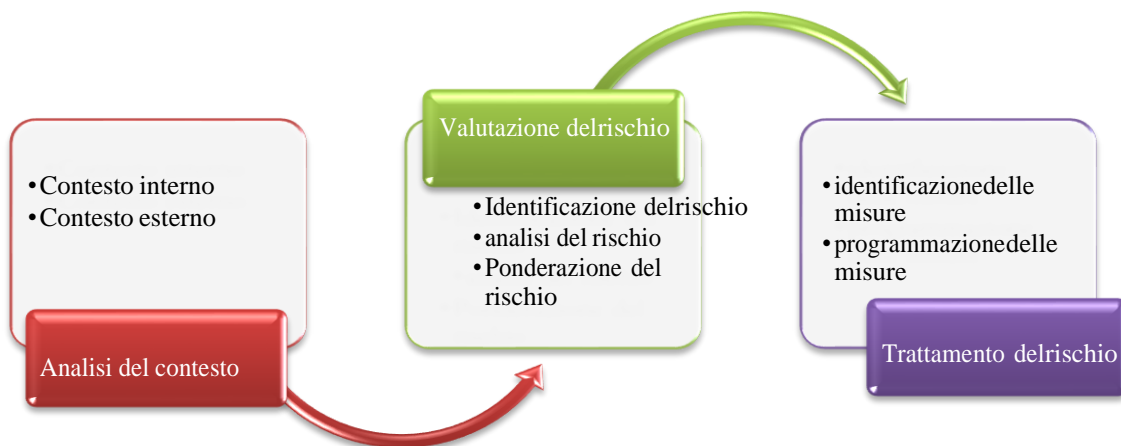 • Contesto interno
• Contesto esterno
Analisi del contesto
Valutazione delrischio
• Identificazione delrischio
• analisi del rischio
• Ponderazione del
rischio
• identificazionedelle
misure
• programmazionedelle
misure
Trattamento delrischio